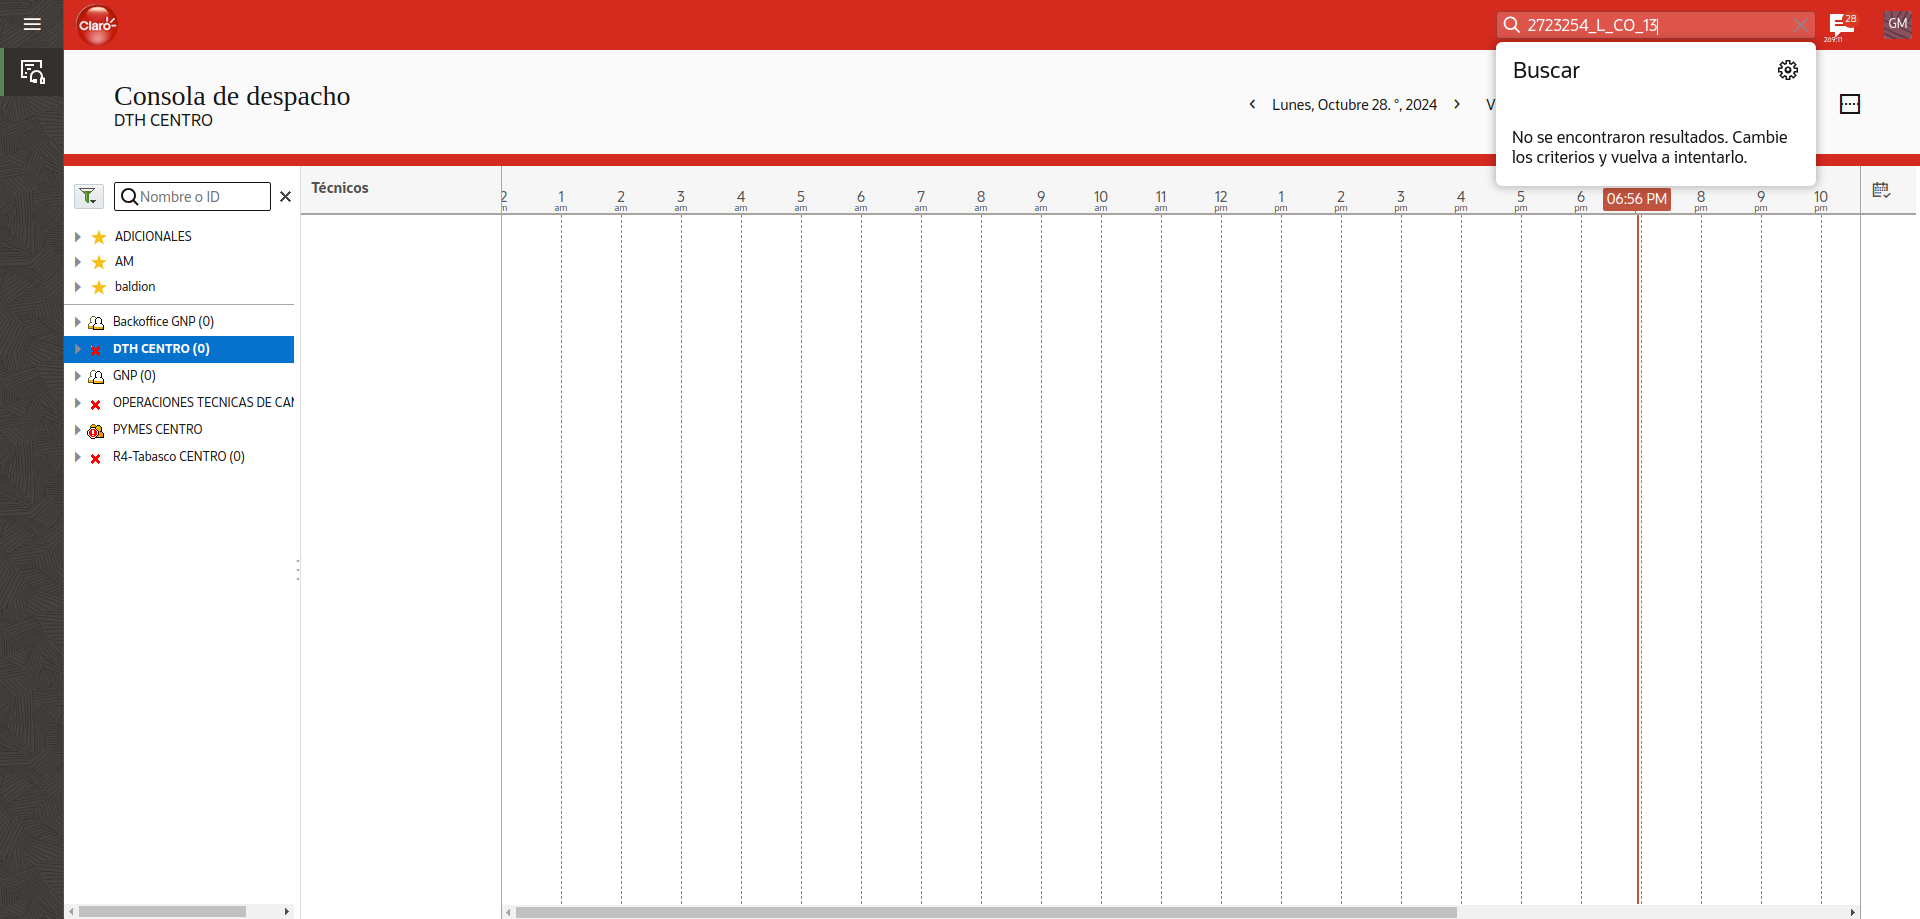 Claro
2723254_L_CO_13
28
269:11
GM
Buscar
No se encontraron resultados. Cambie
los criterios y vuelva a intentarlo.
Consola de despacho
DTH CENTRO
Lunes, Octubre 28. °, 2024
V
Nombre o ID
Técnicos
2 1 2 3 4 5 6 7 8 9 10 11 12 1 2 3 4 5 6 06:56 PM 8 9 10
am am am am am am am am am am am pm pm pm pm pm pm pm pm pm pm
ADICIONALES
AM
baldion
Backoffice GNP (0)
DTH CENTRO (0)
GNP (0)
OPERACIONES TECNICAS DE CAM
PYMES CENTRO
R4-Tabasco CENTRO (0)